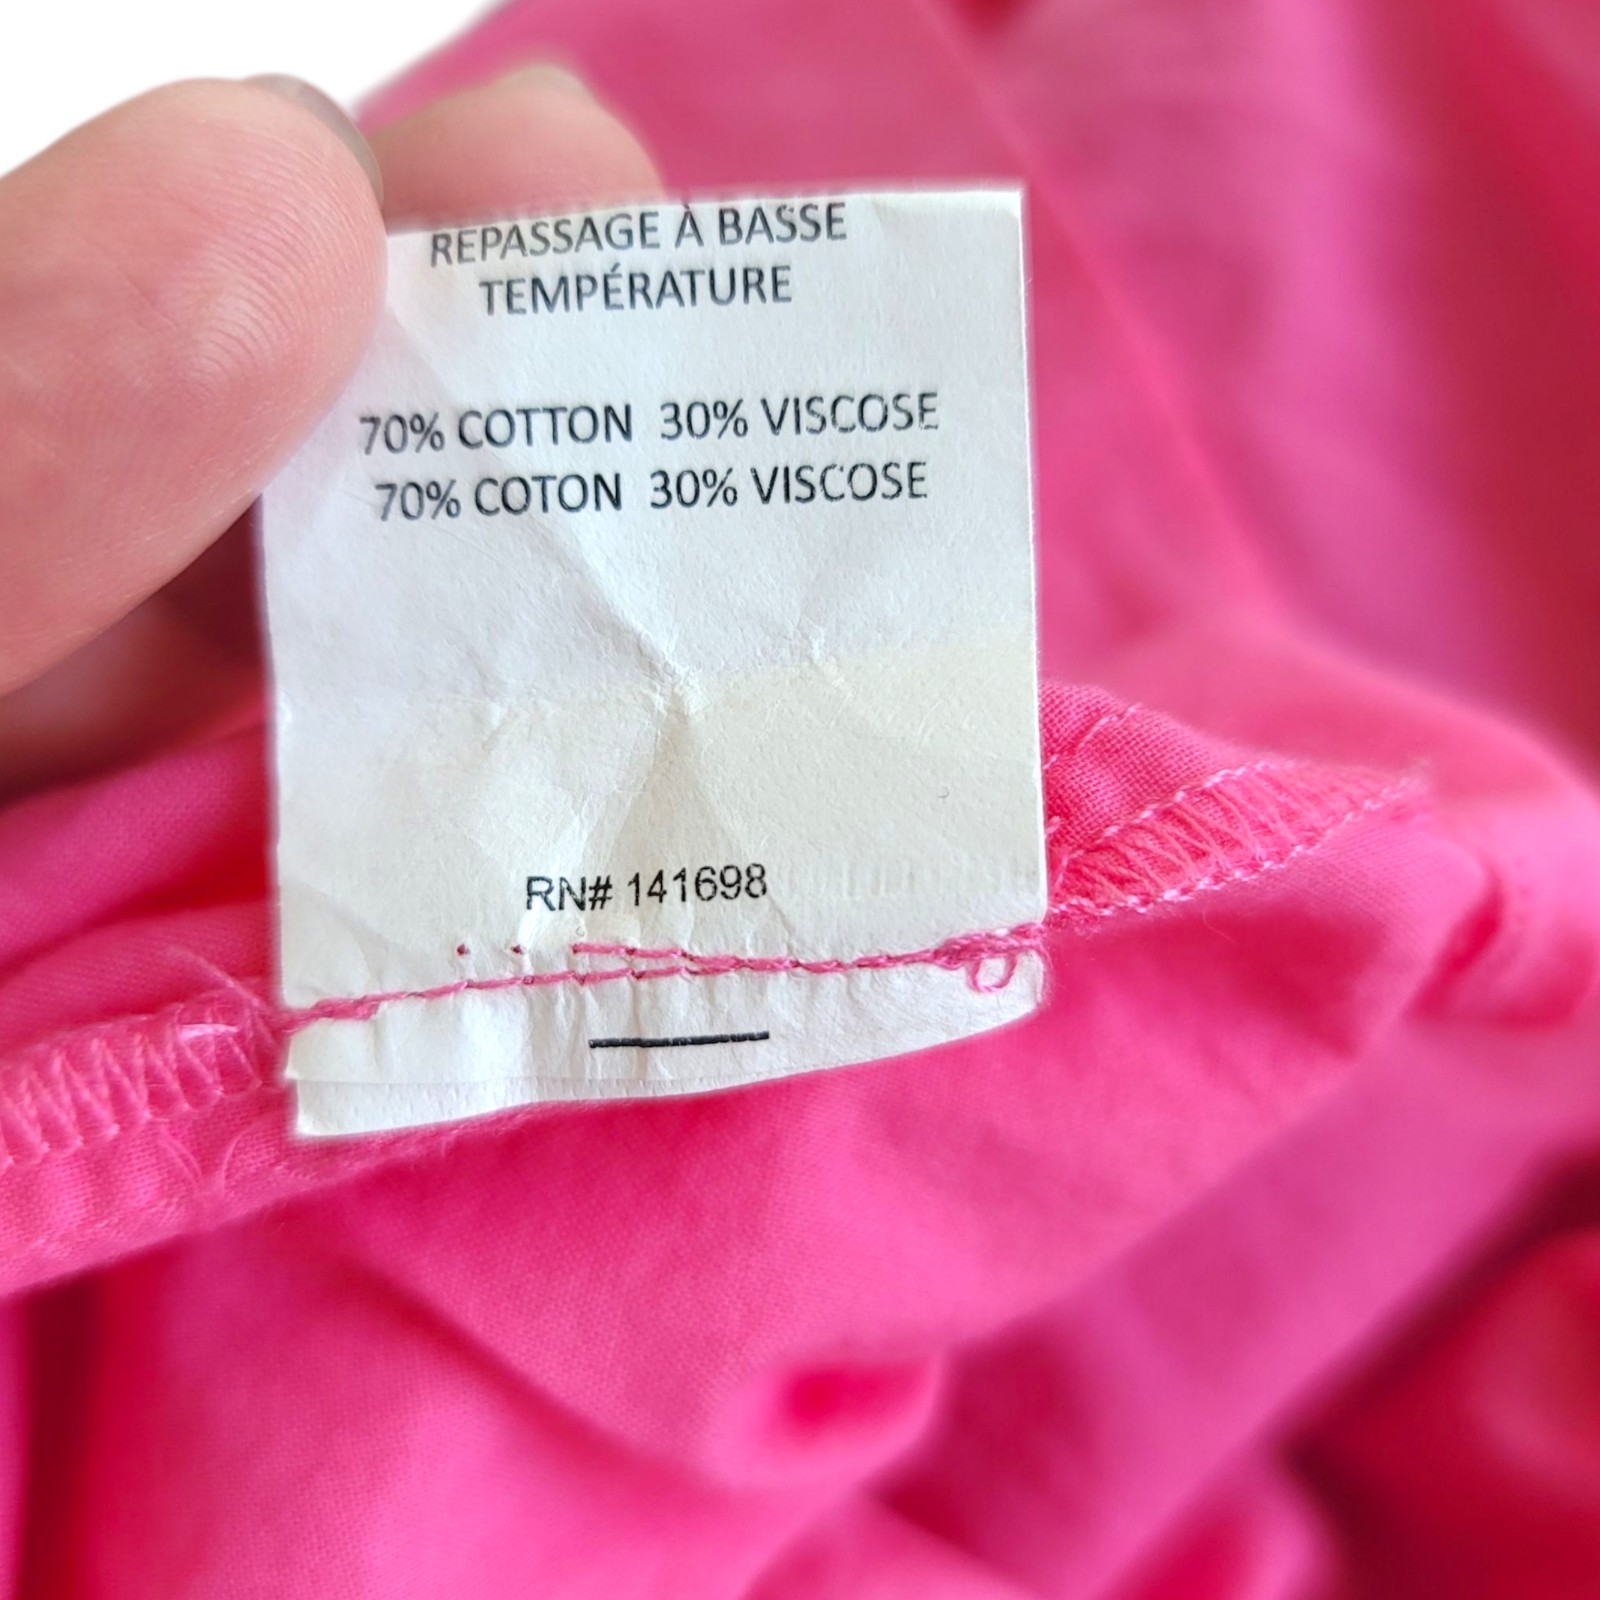 REPASSAGE À BASSE
TEMPÉRATURE
70% COTTON 30% VISCOSE
70% COTON 30% VISCOSE
RN# 141698